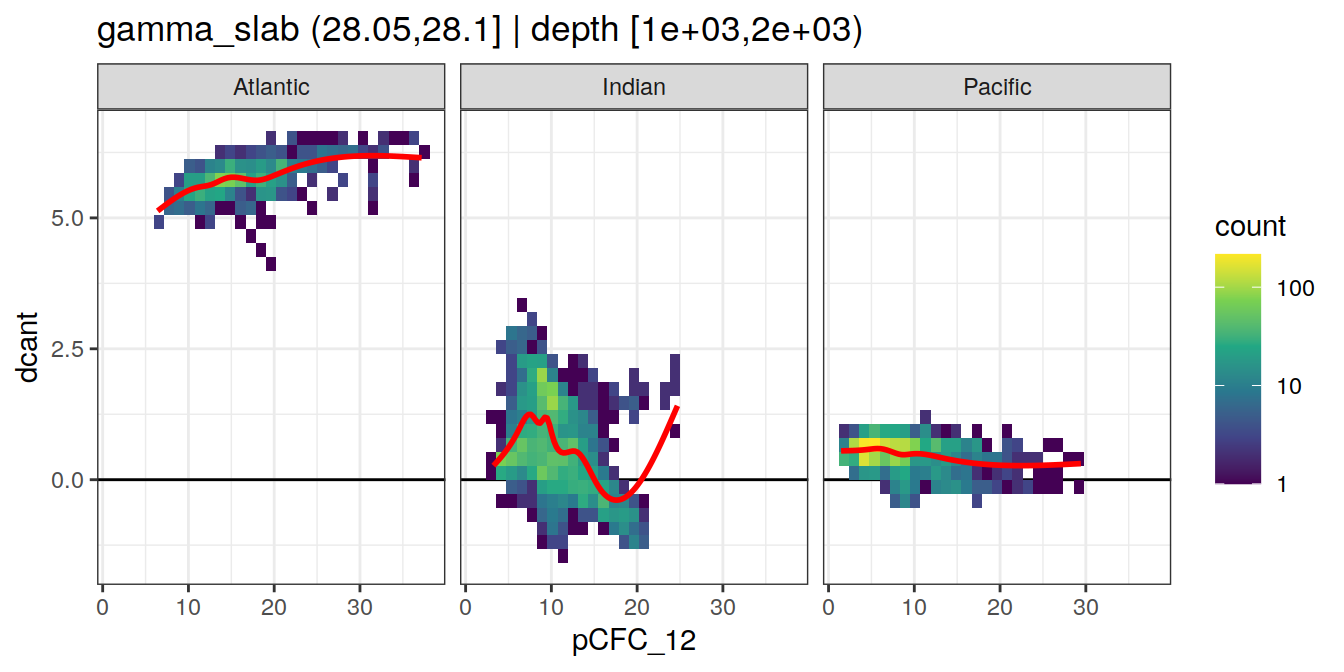 gamma_slab (28.05,28.1] | depth [1e+03,2e+03)
Atlantic Indian Pacific
dcant
5.0
2.5
0.0
0 10 20 30 0 10 20 30 0 10 20 30
pCFC_12
count
100
10
1